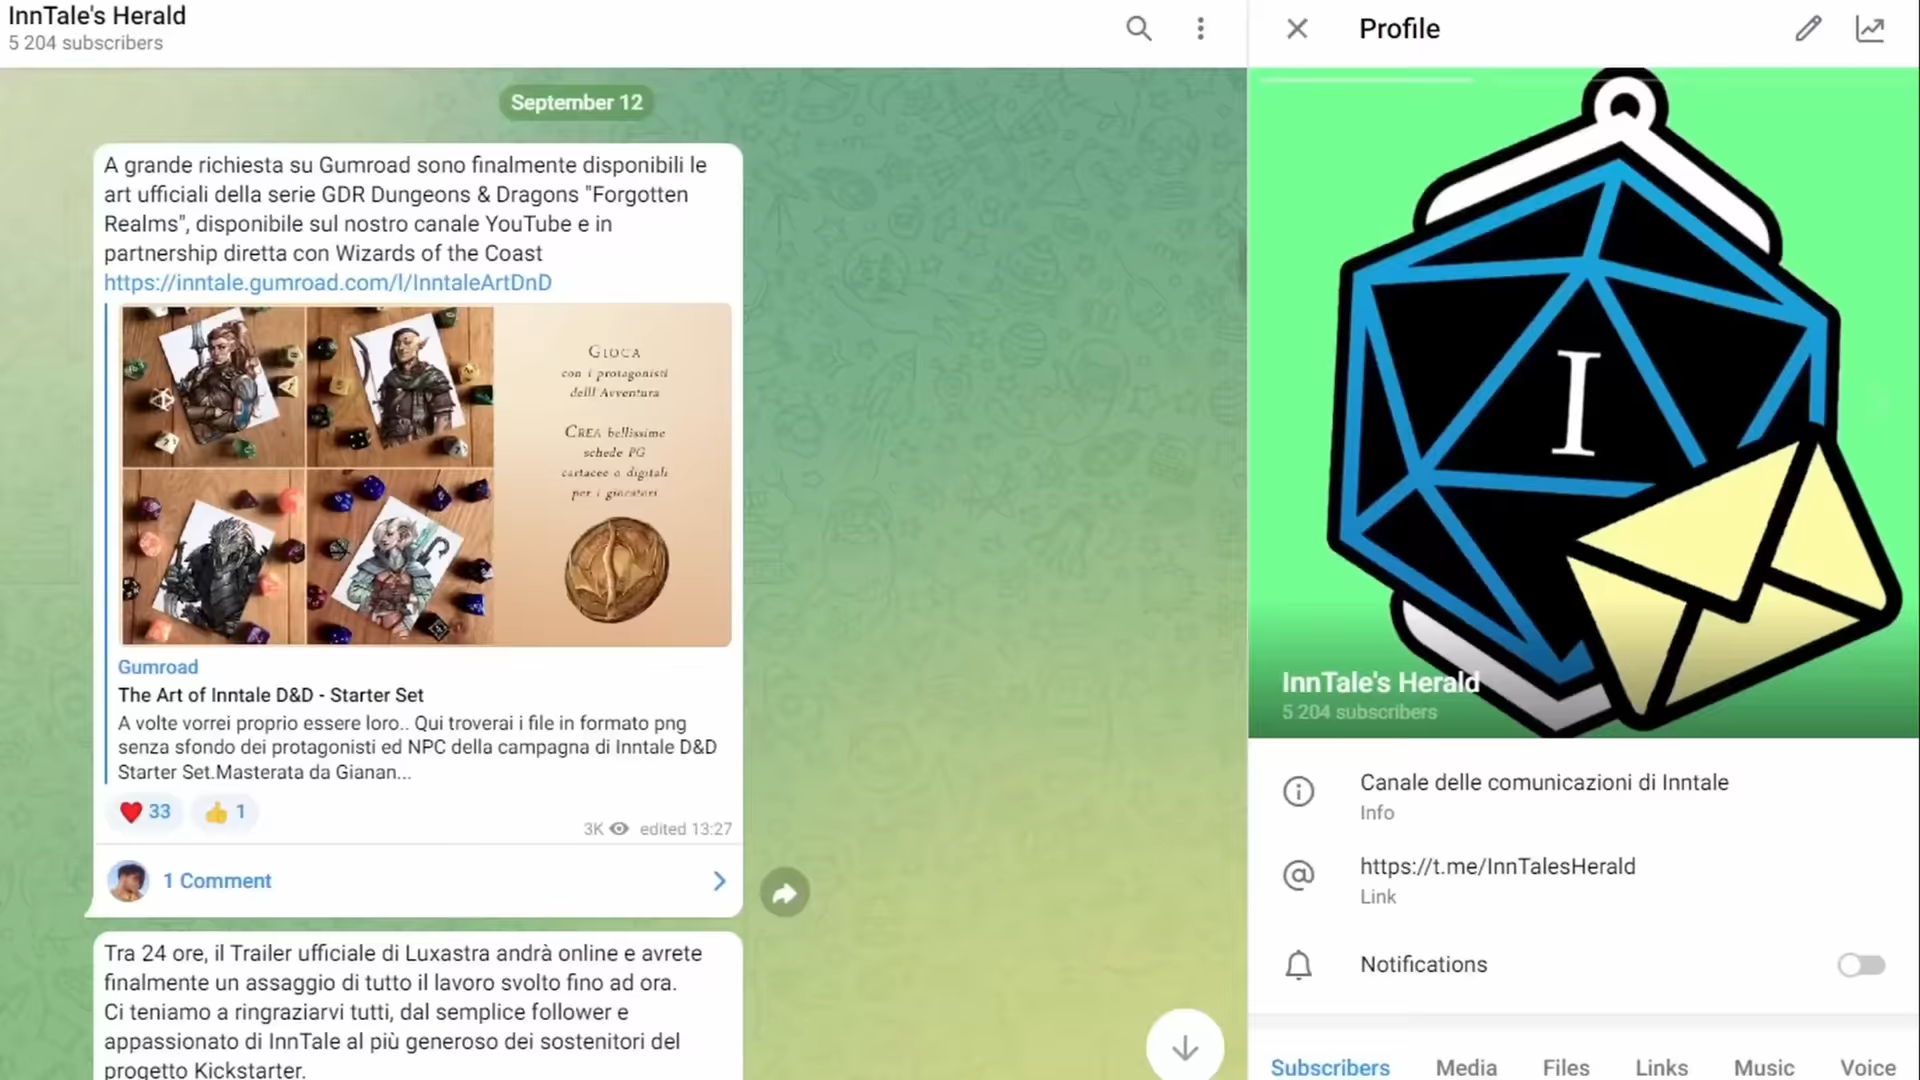 InnTale's Herald
5 204 subscribers
September 12
A grande richiesta su Gumroad sono finalmente disponibili le
art ufficiali della serie GDR Dungeons & Dragons "Forgotten
Realms", disponibile sul nostro canale YouTube e in
partnership diretta con Wizards of the Coast
https://inntale.gumroad.com/l/InntaleArtDnD
GIOCA
con i protagonisti
dell'Avventura
CREA bellissime
schede PG
cartacee o digitali
per i giocatori
Gumroad
The Art of Inntale D&D - Starter Set
A volte vorrei proprio essere loro.. Qui troverai i file in formato png
senza sfondo dei protagonisti ed NPC della campagna di Inntale D&D
Starter Set.Masterata da Gianan...
33
1
3K
edited 13:27
1 Comment
Tra 24 ore, il Trailer ufficiale di Luxastra andrà online e avrete
finalmente un assaggio di tutto il lavoro svolto fino ad ora.
Ci teniamo a ringraziarvi tutti, dal semplice follower e
appassionato di InnTale al più generoso dei sostenitori del
progetto Kickstarter.
Profile
I
InnTale's Herald
5 204 subscribers
Canale delle comunicazioni di Inntale
Info
https://t.me/InnTalesHerald
Link
Notifications
Subscribers Media Files Links Music Voice